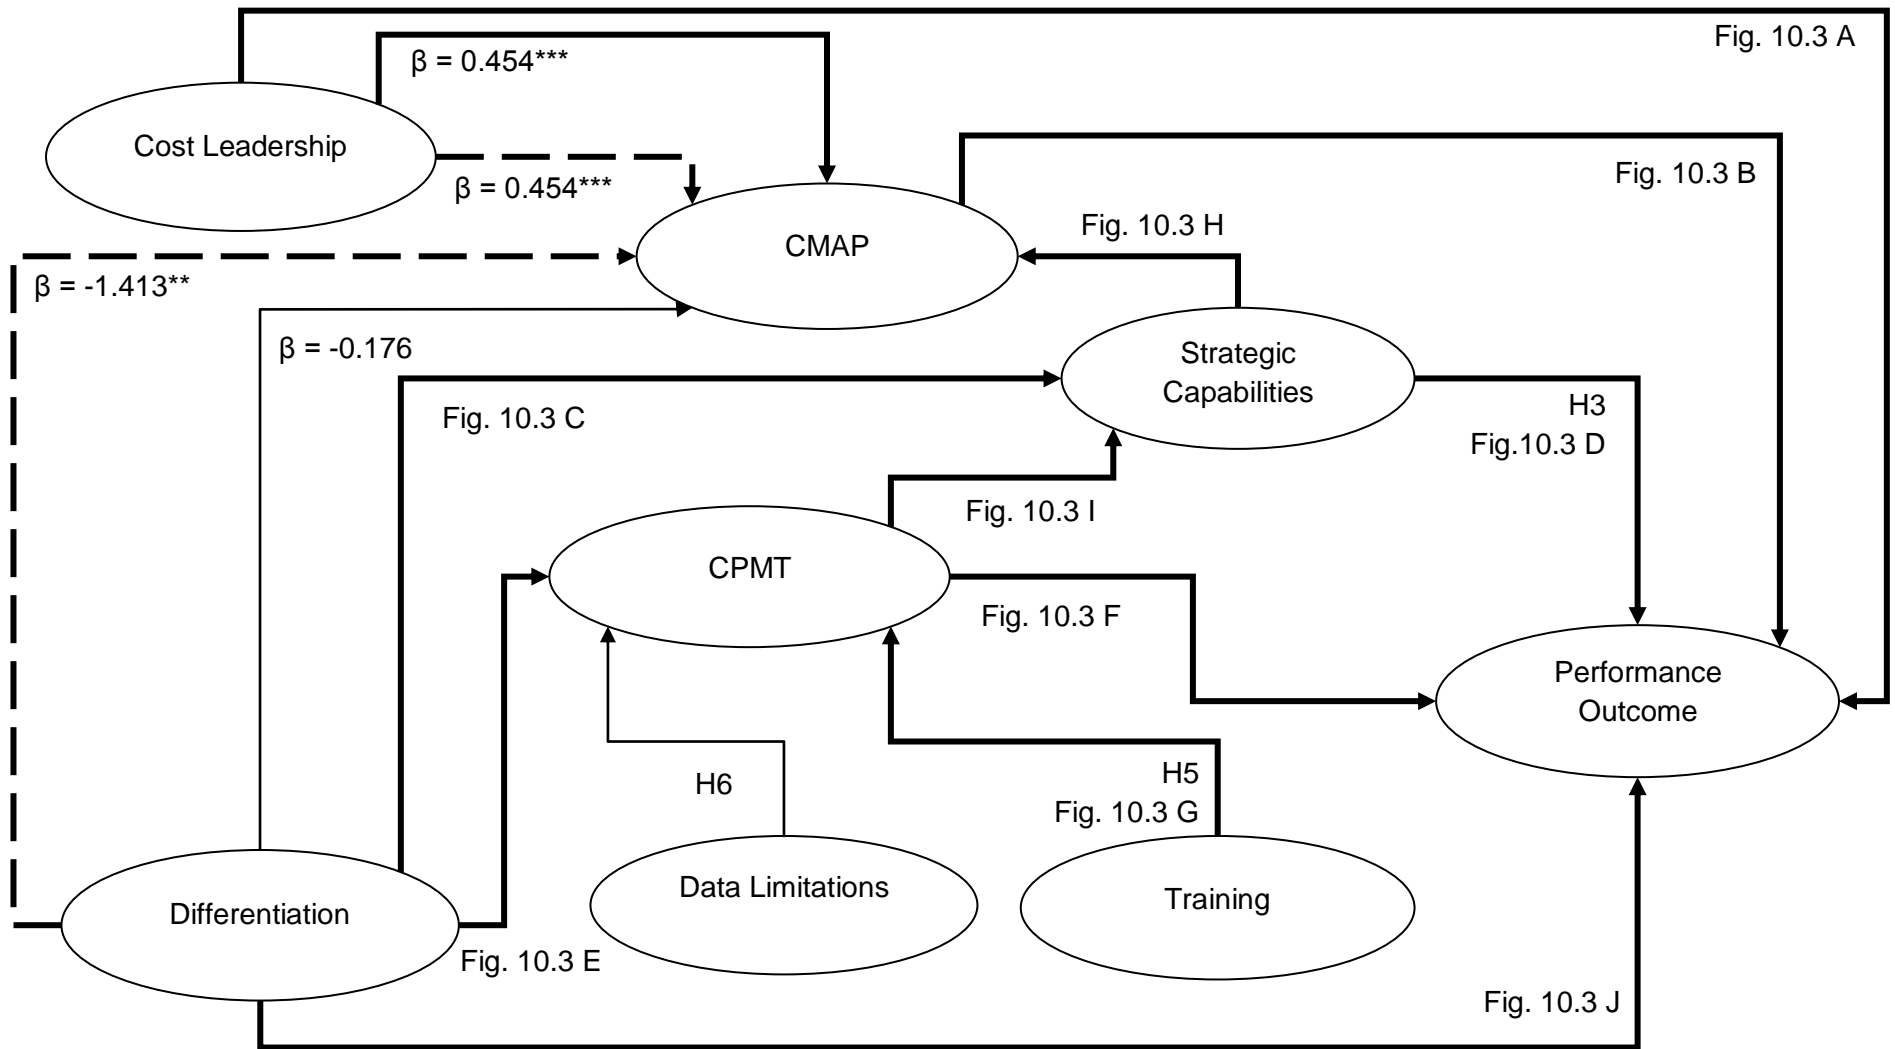 Fig. 10.3 A
β = 0.454***
Cost Leadership
β = 0.454***
Fig. 10.3 B
Fig. 10.3 H
CMAP
β = -1.413**
β = -0.176
Strategic
Capabilities
Fig. 10.3 C
H3
Fig.10.3 D
Fig. 10.3 I
CPMT
Fig. 10.3 F
Performance
Outcome
H6
H5
Fig. 10.3 G
Data Limitations
Training
Differentiation
Fig. 10.3 E
Fig. 10.3 J